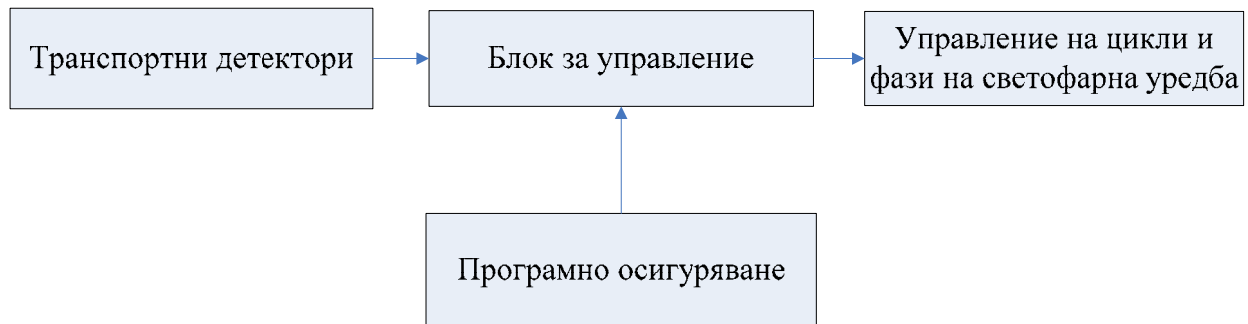 Транспортни детектори
Блок за управление
Управление на цикли и
фази на светофарна уредба
Програмно осигуряване